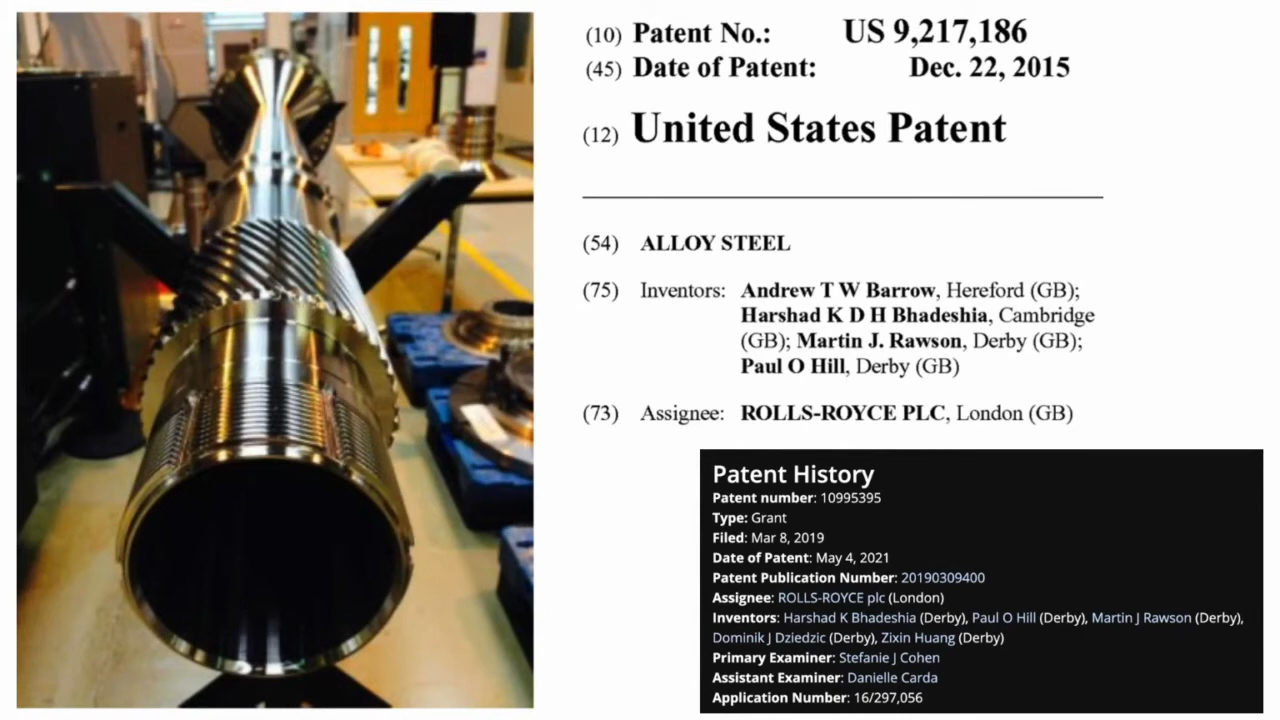 (10) Patent No.: US 9,217,186
(45) Date of Patent: Dec. 22, 2015
(12) United States Patent
(54) ALLOY STEEL
(75) Inventors: Andrew T W Barrow, Hereford (GB);
Harshad K D H Bhadeshia, Cambridge
(GB); Martin J. Rawson, Derby (GB);
Paul O Hill, Derby (GB)
(73) Assignee: ROLLS-ROYCE PLC, London (GB)
Patent History
Patent number: 10995395
Type: Grant
Filed: Mar 8, 2019
Date of Patent: May 4, 2021
Patent Publication Number: 20190309400
Assignee: ROLLS-ROYCE plc (London)
Inventors: Harshad K Bhadeshia (Derby), Paul O Hill (Derby), Martin J Rawson (Derby),
Dominik J Dziedzic (Derby), Zixin Huang (Derby)
Primary Examiner: Stefanie J Cohen
Assistant Examiner: Danielle Carda
Application Number: 16/297,056